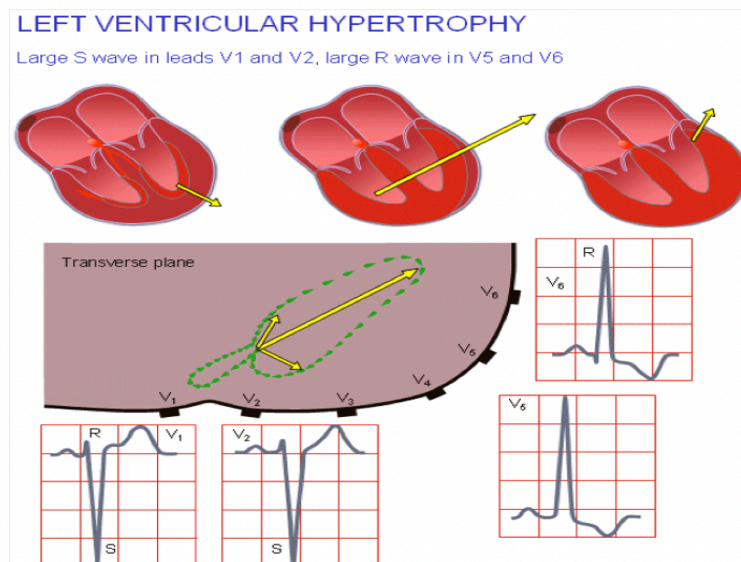 LEFT VENTRICULAR HYPERTROPHY
Large S wave in leads V1 and V2, large R wave in V5 and V6
Transverse plane
R
V₆
V₆
V₅
V₄
V₁
V₂
V₃
V₅
R
V₁
V₂
S
S